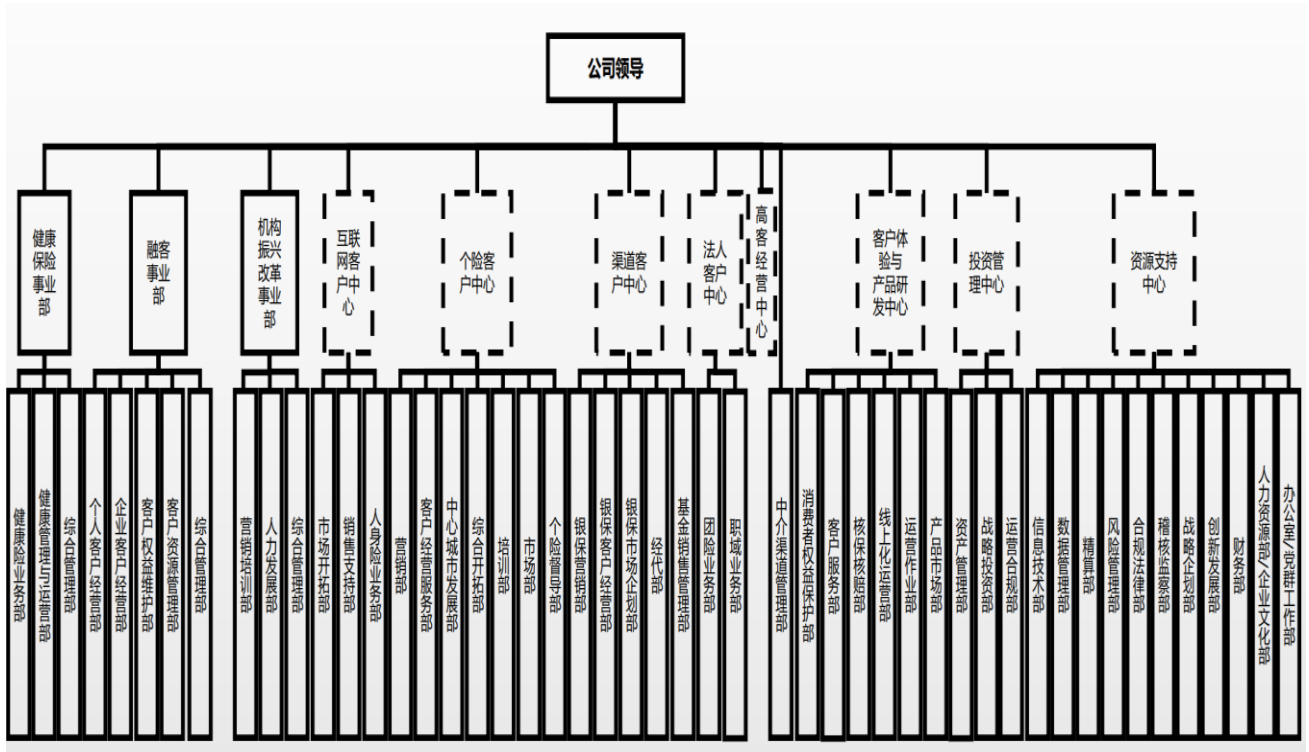 公司领导
健康
保险
事业
部
融客
事业
部
机构
振兴
改革
事业
部
互联
网客
户中
心
个险客
户中心
渠道客
户中心
法人
客户
中心
高客经营中心
客户体
验与
产品研
发中心
投资管
理中心
资源支持
中心
健康险业务部
健康管理与运营部
综合管理部
个人客户经营部
企业客户经营部
客户权益维护部
客户资源管理部
综合管理部
营销培训部
人力发展部
综合管理部
市场开拓部
销售支持部
人身险业务部
营销部
客户经营服务部
中心城市发展部
综合开拓部
培训部
市场部
个险督导部
银保营销部
银保客户经营部
银保市场企划部
经代部
基金销售管理部
团险业务部
职域业务部
中介渠道管理部
消费者权益保护部
客户服务部
核保核赔部
线上化运营部
运营作业部
产品市场部
资产管理部
战略投资部
运营合规部
信息技术部
数据管理部
精算部
风险管理部
合规法律部
稽核监察部
战略企划部
创新发展部
财务部
人力资源部/企业文化部
办公室/党群工作部